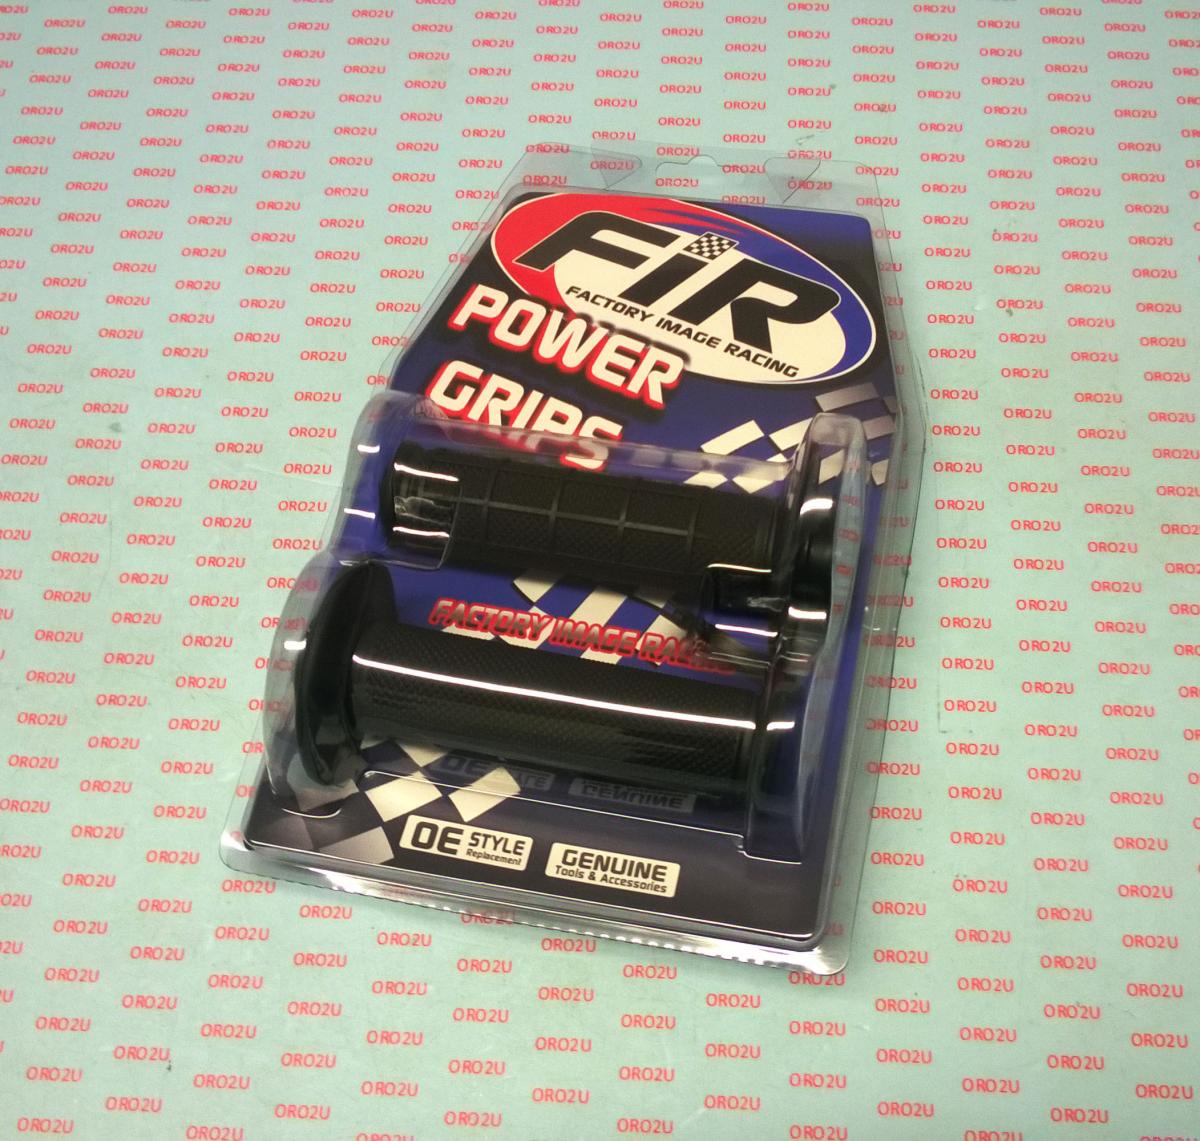 ORO2U
FiR
FACTORY IMAGE RACING
POWER
GRIPS
FACTORY IMAGE RACING
OE STYLE
Replacement
GENUINE
Tools & Accessories